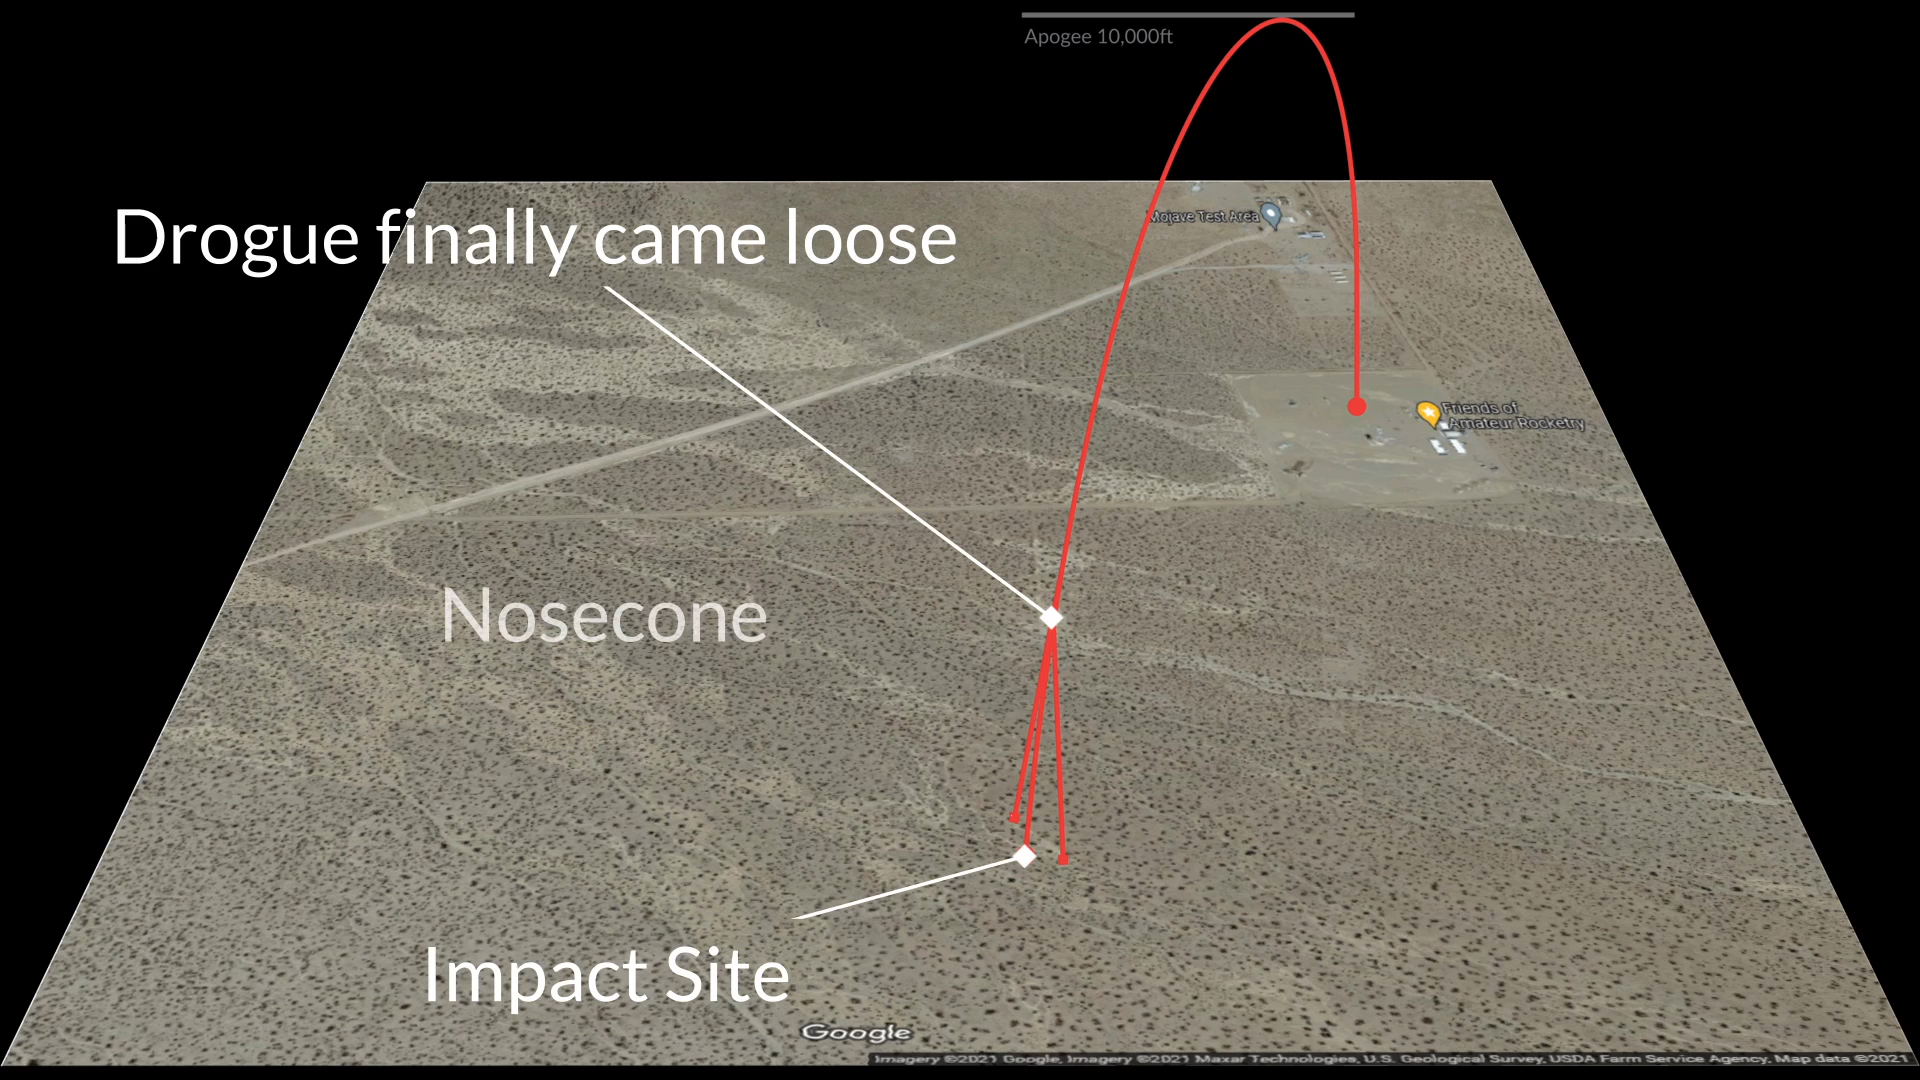 Apogee 10,000ft
Mojave Test Area
Drogue finally came loose
Friends of
Amateur Rocketry
Nosecone
Impact Site
Google
Imagery ©2021 Google, Imagery ©2021 Maxar Technologies, U.S. Geological Survey, USDA Farm Service Agency, Map data ©2021